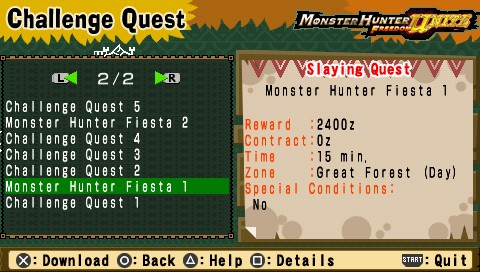 Challenge Quest
MONSTER HUNTER
FREEDOM UNITE
L 2/2 R
Challenge Quest 5
Monster Hunter Fiesta 2
Challenge Quest 4
Challenge Quest 3
Challenge Quest 2
Monster Hunter Fiesta 1
Challenge Quest 1
Slaying Quest
Monster Hunter Fiesta 1
Reward :2400z
Contract:0z
Time :15 min.
Zone :Great Forest (Day)
Special Conditions:
No
: Download : Back : Help : Details START: Quit